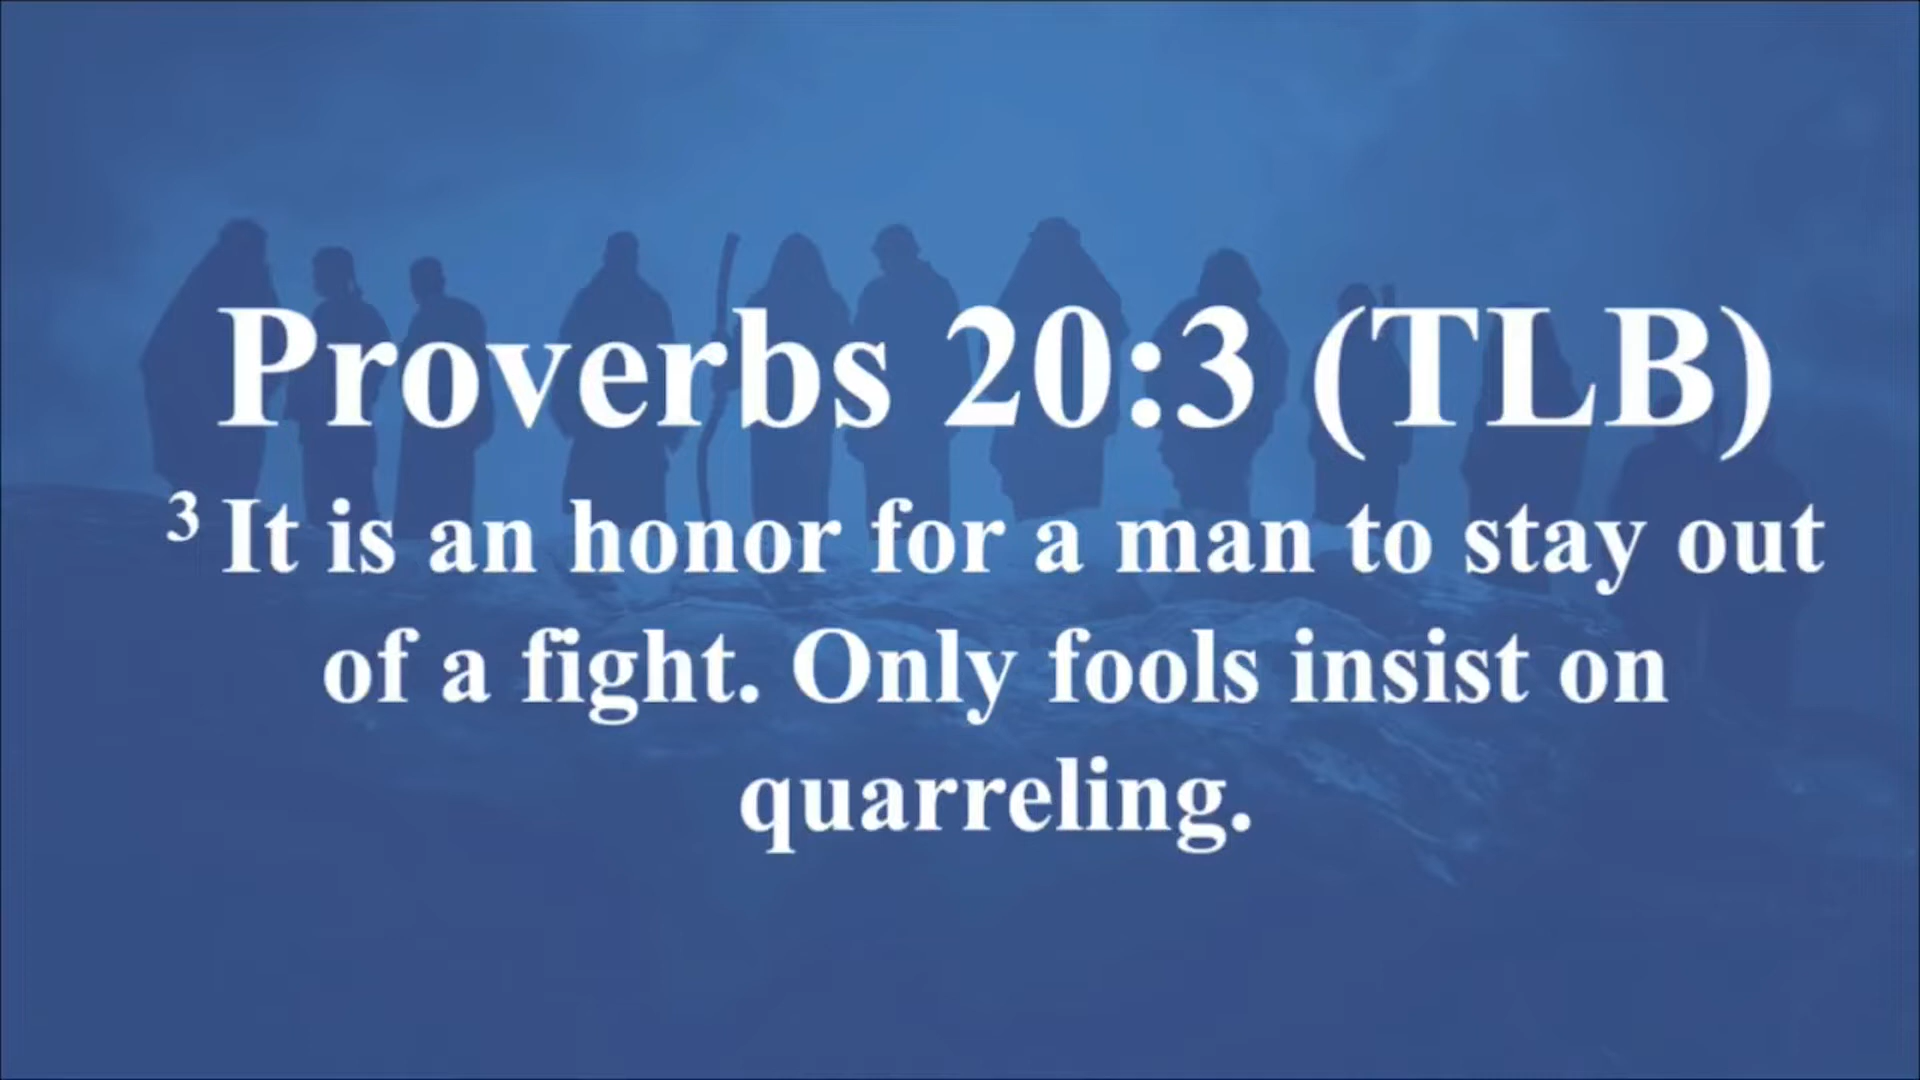 Proverbs 20:3 (TLB)
3 It is an honor for a man to stay out
of a fight. Only fools insist on
quarreling.